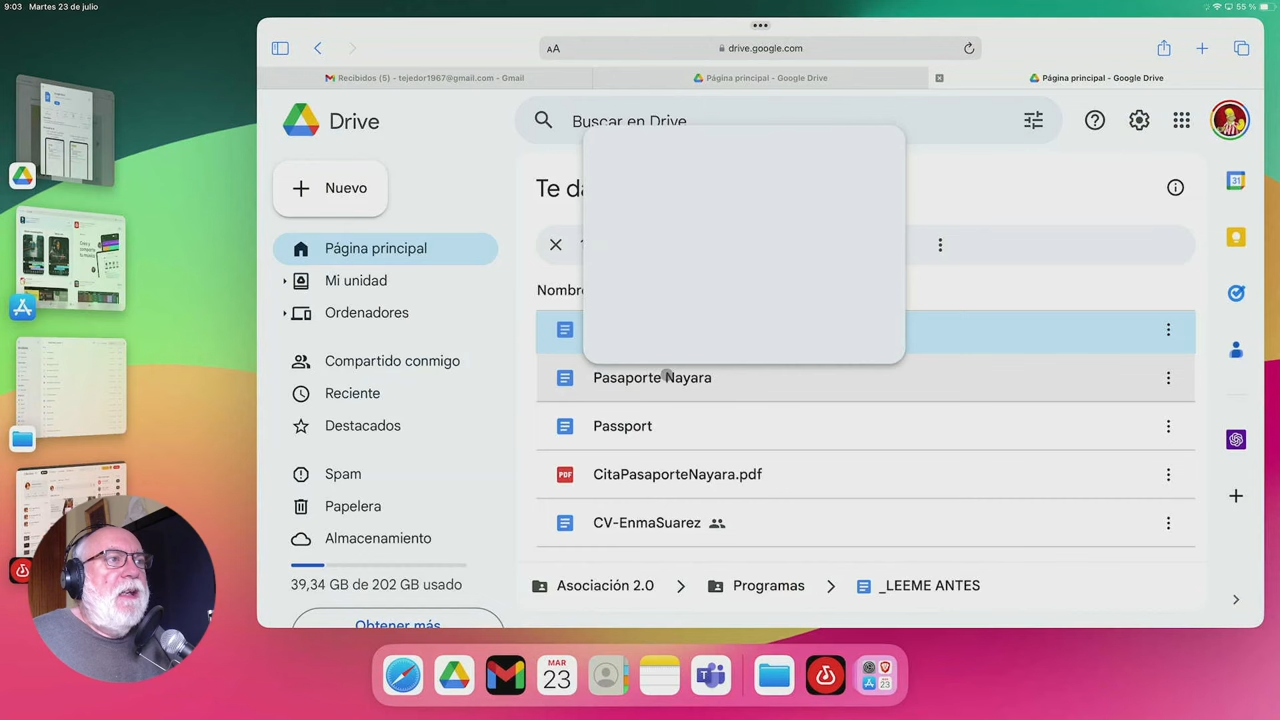 9:03 Martes 23 de julio
55 %
AA
drive.google.com
Recibidos (5) - tejedor1967@gmail.com - Gmail
Página principal - Google Drive
Página principal - Google Drive
Drive
Buscar en Drive
Nuevo
Te da
Página principal
Mi unidad
Ordenadores
Nombre
Compartido conmigo
Reciente
Destacados
Pasaporte Nayara
Passport
PDF
CitaPasaporteNayara.pdf
CV-EnmaSuarez
Spam
Papelera
Almacenamiento
39,34 GB de 202 GB usado
Obtener más
Asociación 2.0
Programas
_LEEME ANTES
31
MAR
23
23